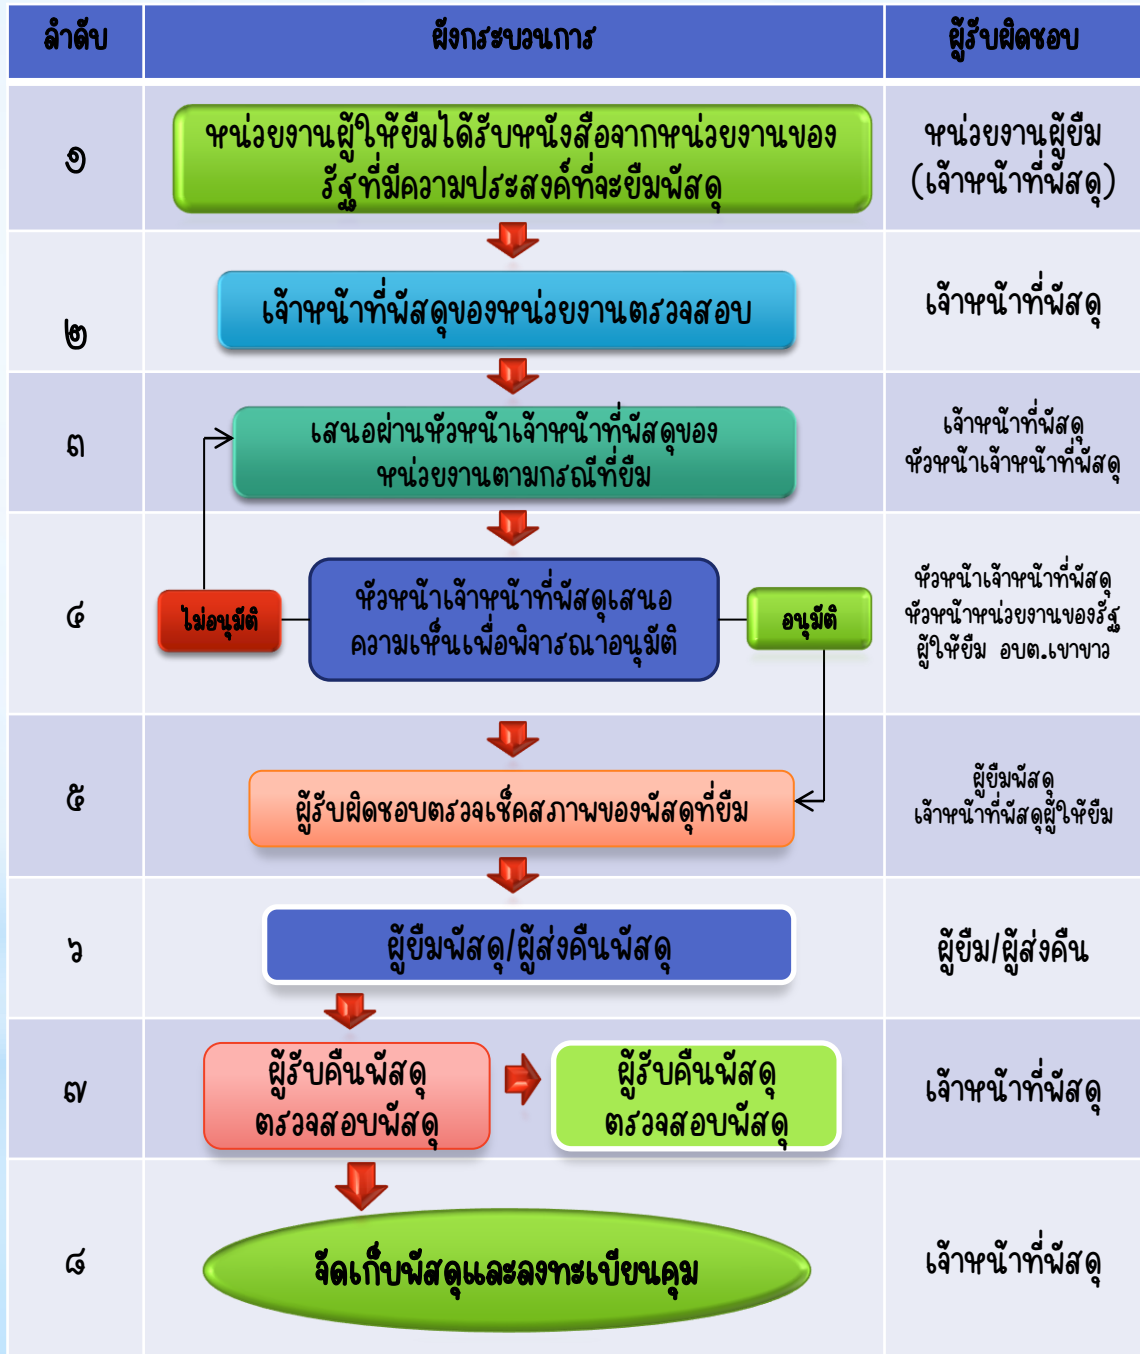 ลำดับ
ผังกระบวนการ
ผู้รับผิดชอบ
๑
หน่วยงานผู้ให้ยืมได้รับหนังสือจากหน่วยงานของ
รัฐที่มีความประสงค์ที่จะยืมพัสดุ
หน่วยงานผู้ยืม
(เจ้าหน้าที่พัสดุ)
๒
เจ้าหน้าที่พัสดุของหน่วยงานตรวจสอบ
เจ้าหน้าที่พัสดุ
๓
เสนอผ่านหัวหน้าเจ้าหน้าที่พัสดุของ
หน่วยงานตามกรณีที่ยืม
เจ้าหน้าที่พัสดุ
หัวหน้าเจ้าหน้าที่พัสดุ
๔
ไม่อนุมัติ
หัวหน้าเจ้าหน้าที่พัสดุเสนอ
ความเห็นเพื่อพิจารณาอนุมัติ
อนุมัติ
หัวหน้าเจ้าหน้าที่พัสดุ
หัวหน้าหน่วยงานของรัฐ
ผู้ให้ยืม อบต.เขาขาว
๕
ผู้รับผิดชอบตรวจเช็คสภาพของพัสดุที่ยืม
ผู้ยืมพัสดุ
เจ้าหน้าที่พัสดุผู้ให้ยืม
๖
ผู้ยืมพัสดุ/ผู้ส่งคืนพัสดุ
ผู้ยืม/ผู้ส่งคืน
๗
ผู้รับคืนพัสดุ
ตรวจสอบพัสดุ
ผู้รับคืนพัสดุ
ตรวจสอบพัสดุ
เจ้าหน้าที่พัสดุ
๘
จัดเก็บพัสดุและลงทะเบียนคุม
เจ้าหน้าที่พัสดุ